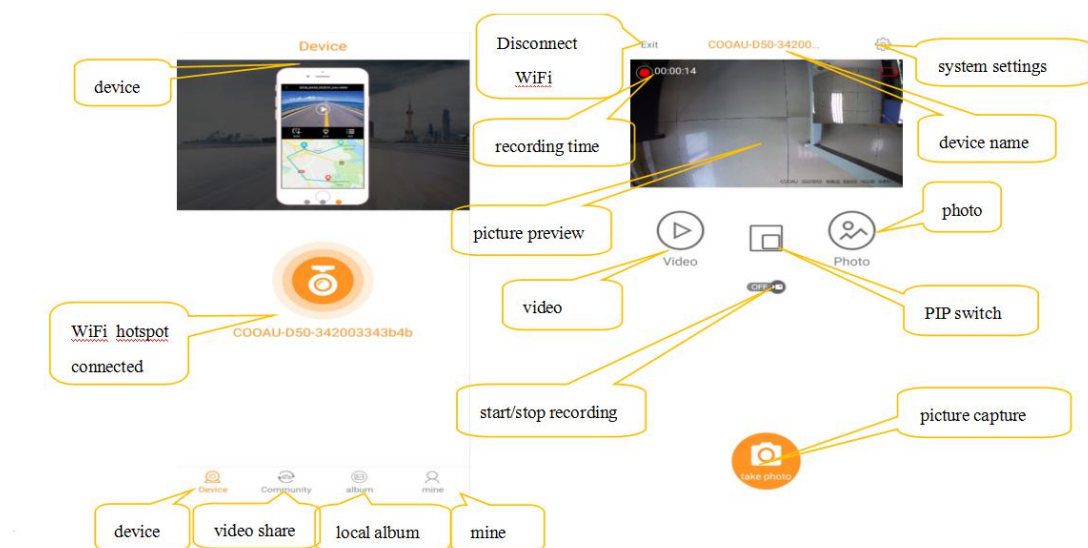 Device
device
WiFi hotspot
connected
COOAU-D50-342003343b4b
Device
Community
album
mine
device
video share
local album
mine
Disconnect
WiFi
Exit
COOAU-D50-34200...
system settings
00:00:14
recording time
device name
picture preview
photo
Video
Photo
video
OFF
PIP switch
start/stop recording
picture capture
take photo